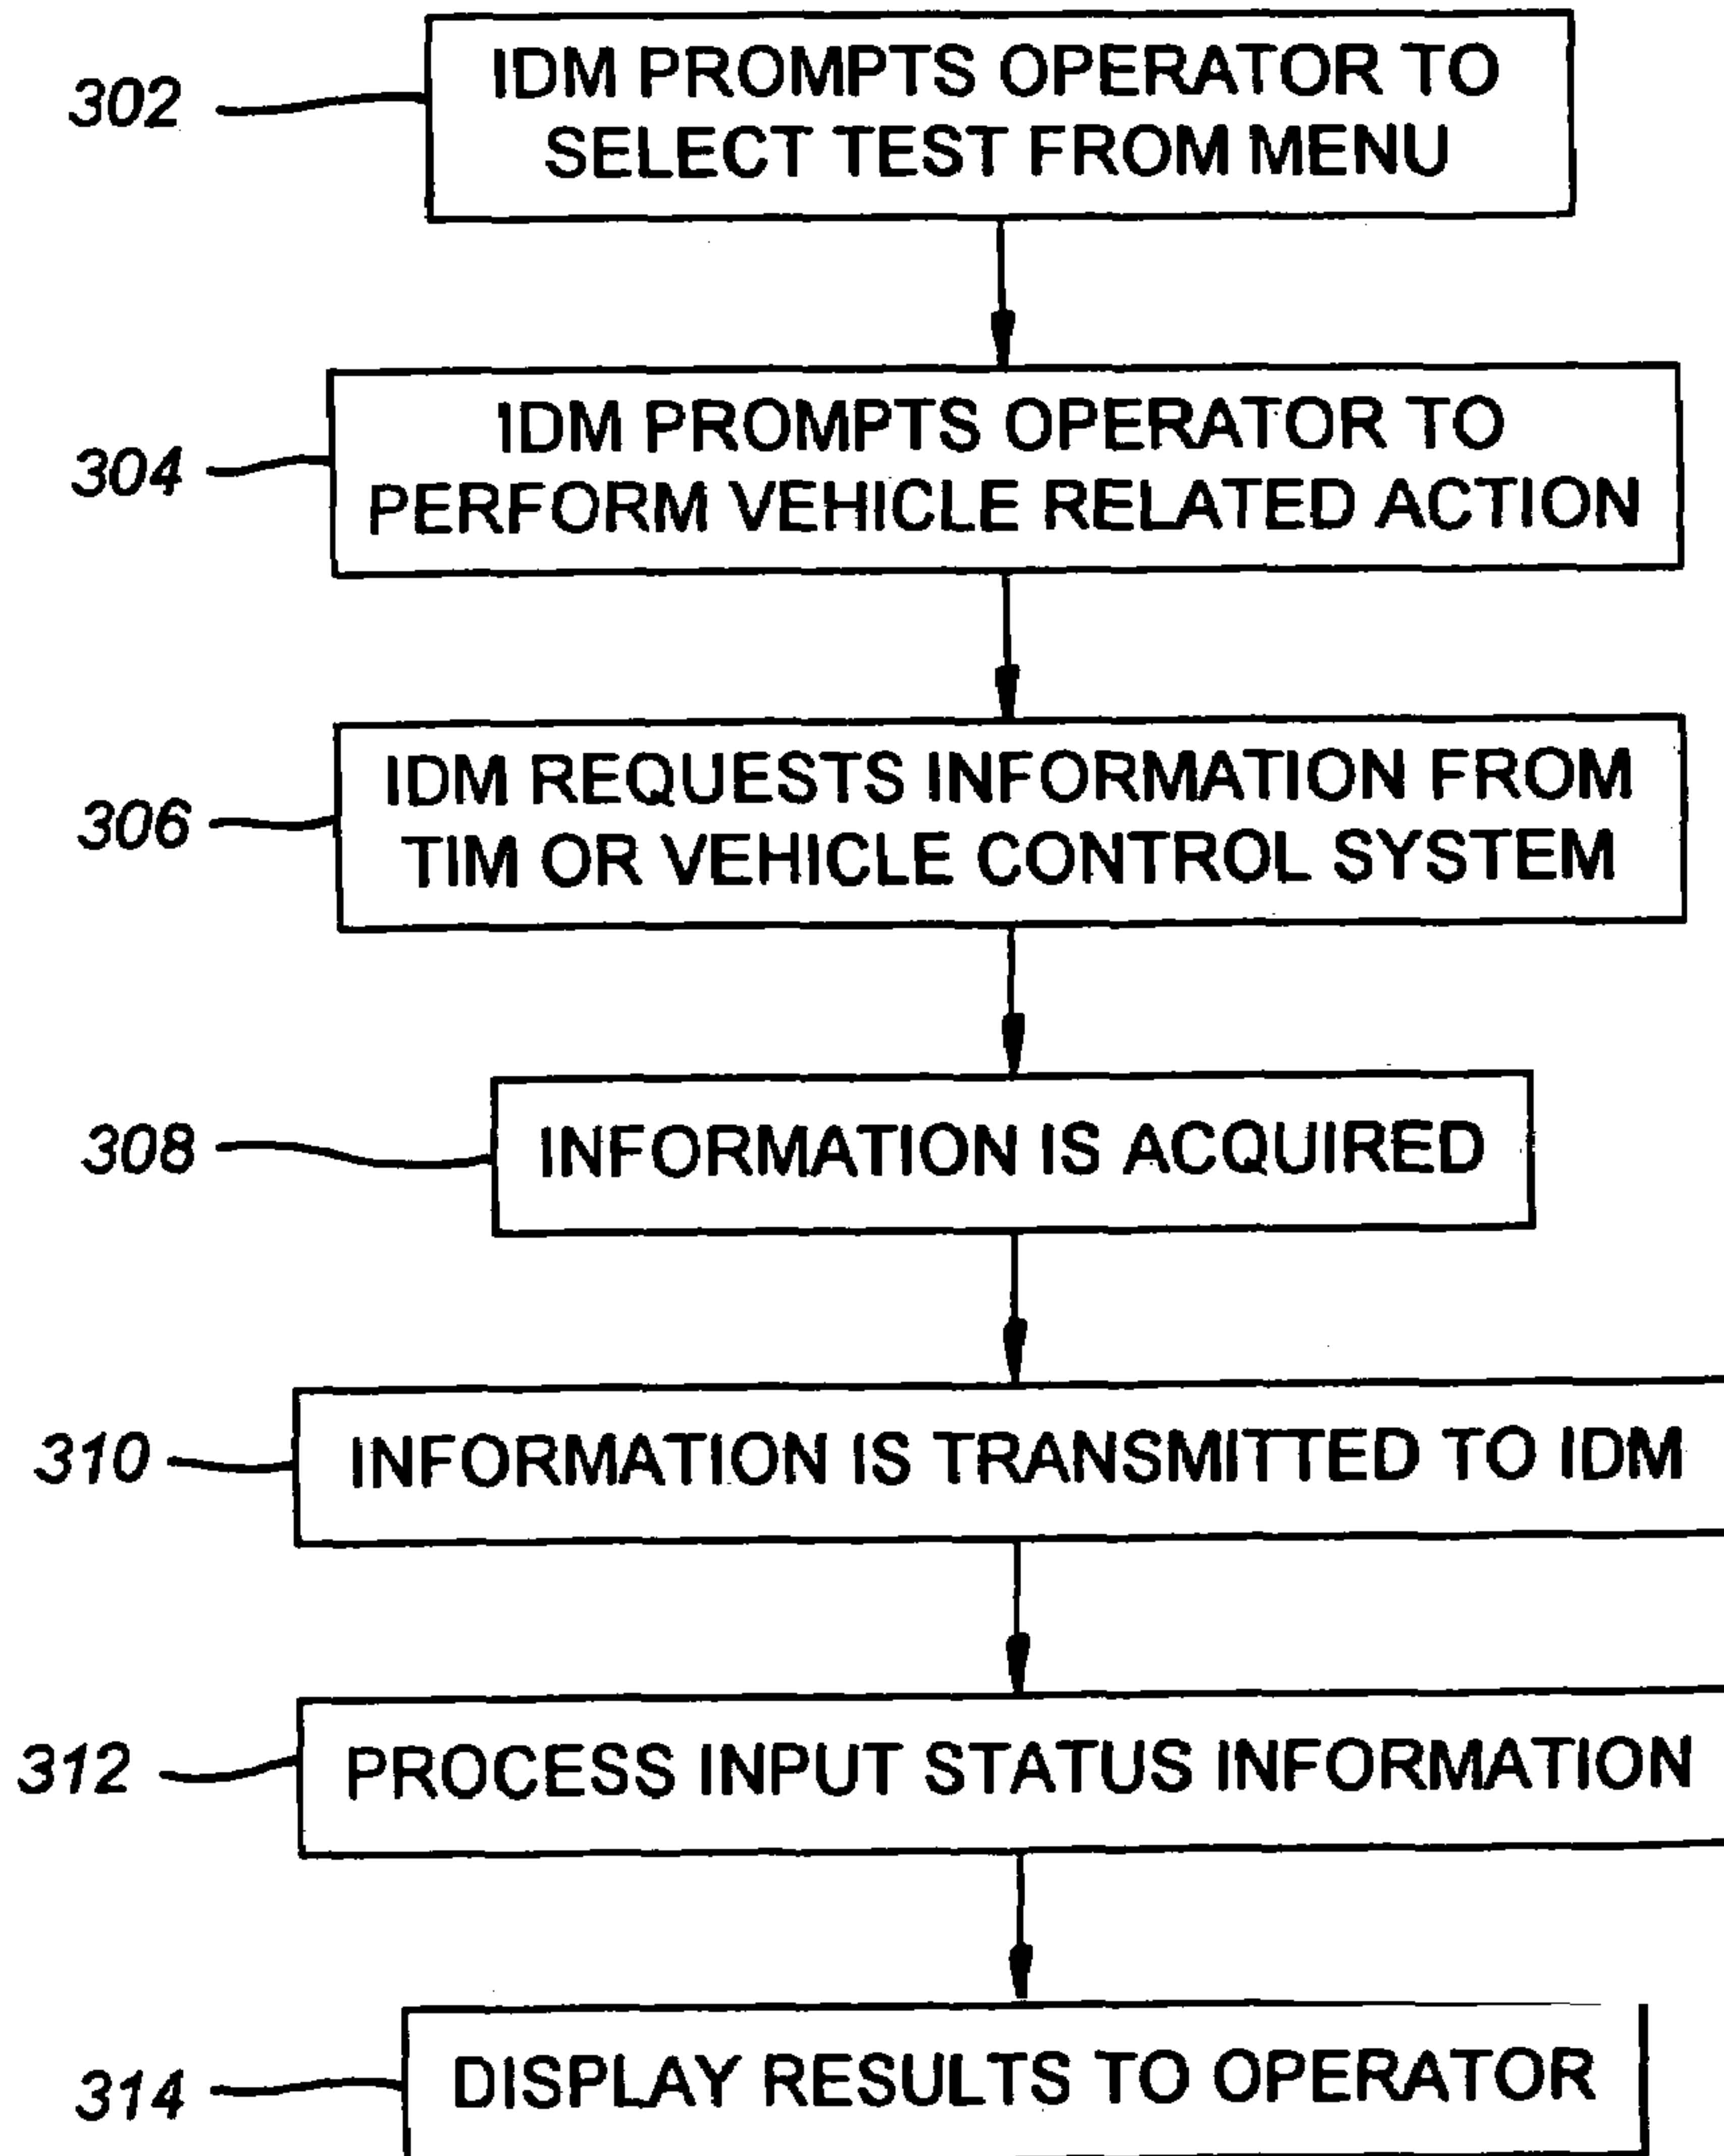 302
IDM PROMPTS OPERATOR TO
SELECT TEST FROM MENU
304
IDM PROMPTS OPERATOR TO
PERFORM VEHICLE RELATED ACTION
306
IDM REQUESTS INFORMATION FROM
TIM OR VEHICLE CONTROL SYSTEM
308
INFORMATION IS ACQUIRED
310
INFORMATION IS TRANSMITTED TO IDM
312
PROCESS INPUT STATUS INFORMATION
314
DISPLAY RESULTS TO OPERATOR